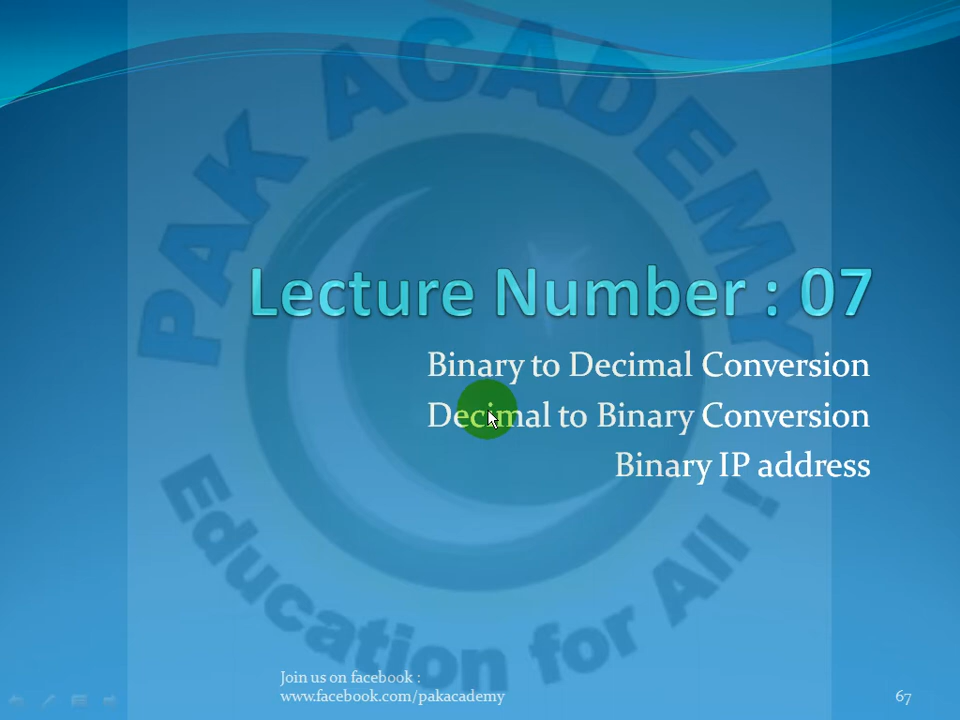 PAK ACADEMY
Lecture Number : 07
Binary to Decimal Conversion
Decimal to Binary Conversion
Binary IP address
Education for All !
Join us on facebook :
www.facebook.com/pakacademy
67